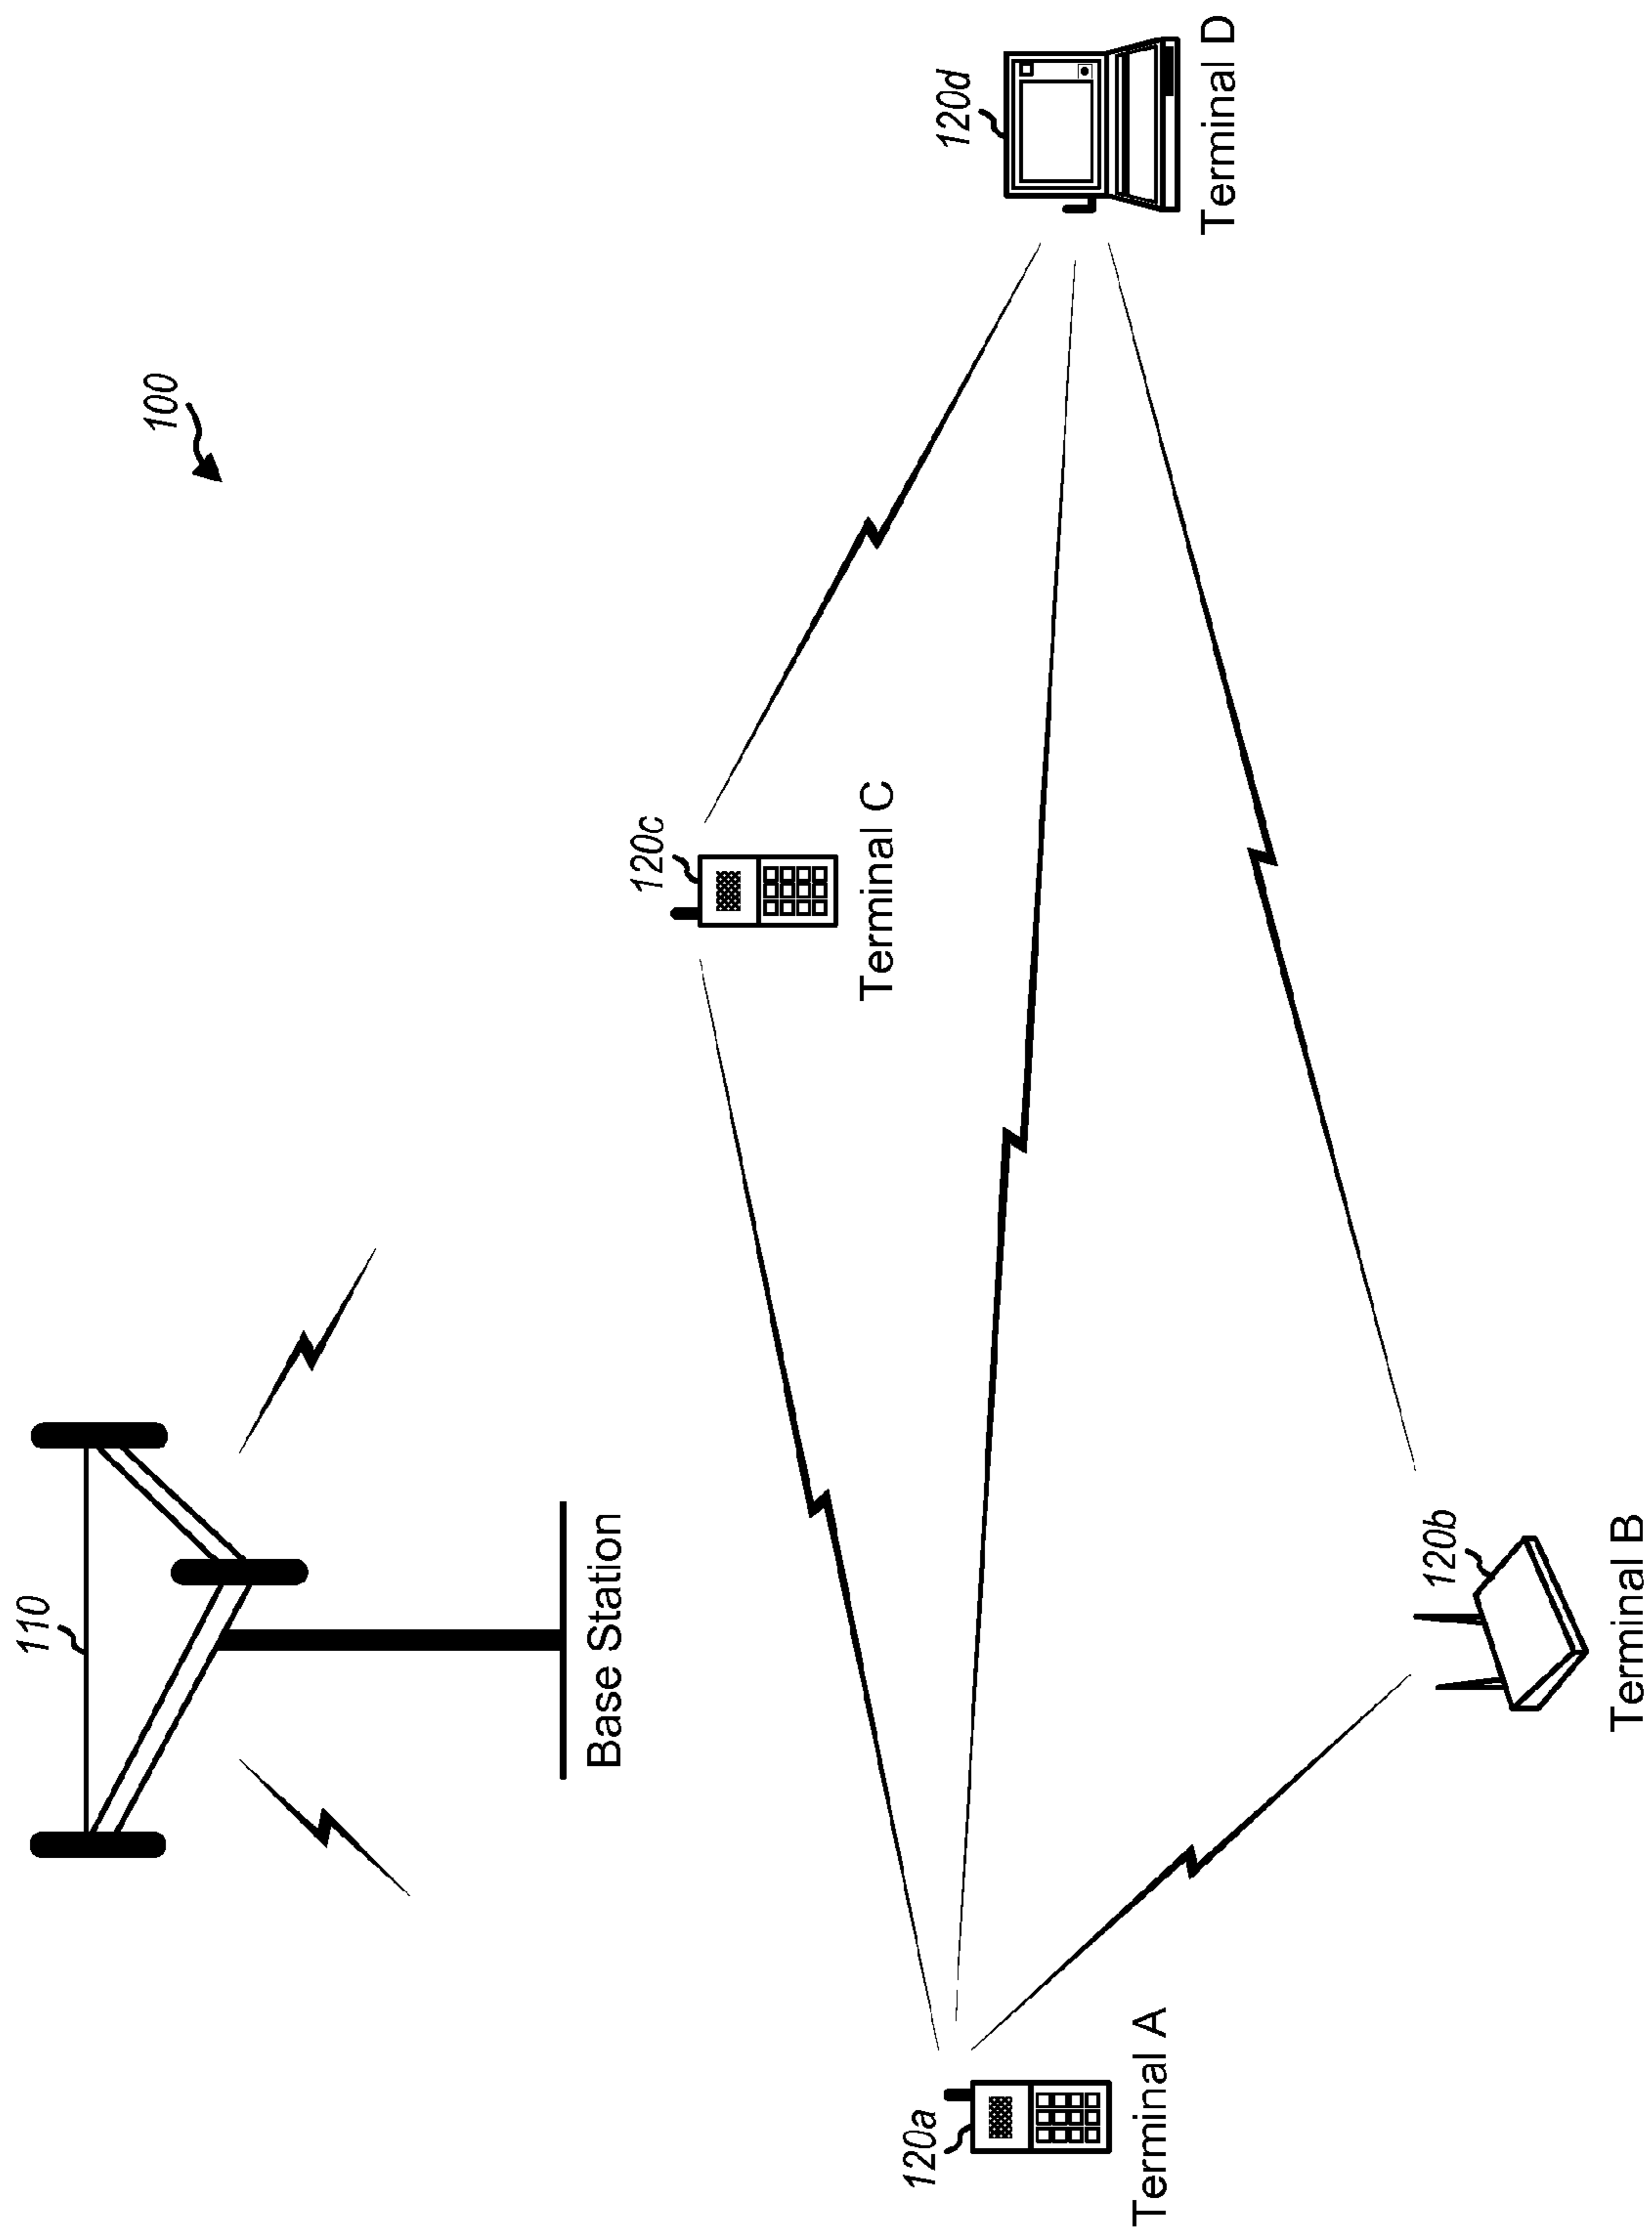 100
110
Base Station
120c
Terminal C
120d
Terminal D
120a
Terminal A
120b
Terminal B